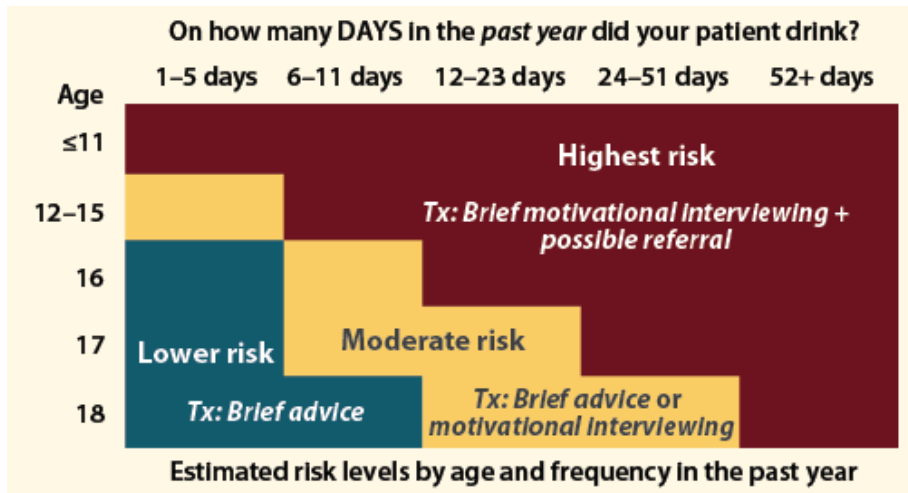 On how many DAYS in the past year did your patient drink?
Age
1–5 days 6–11 days 12–23 days 24–51 days 52+ days
≤11
Highest risk
12–15
Tx: Brief motivational interviewing +
possible referral
16
17
Moderate risk
Lower risk
18
Tx: Brief advice
Tx: Brief advice or
motivational interviewing
Estimated risk levels by age and frequency in the past year